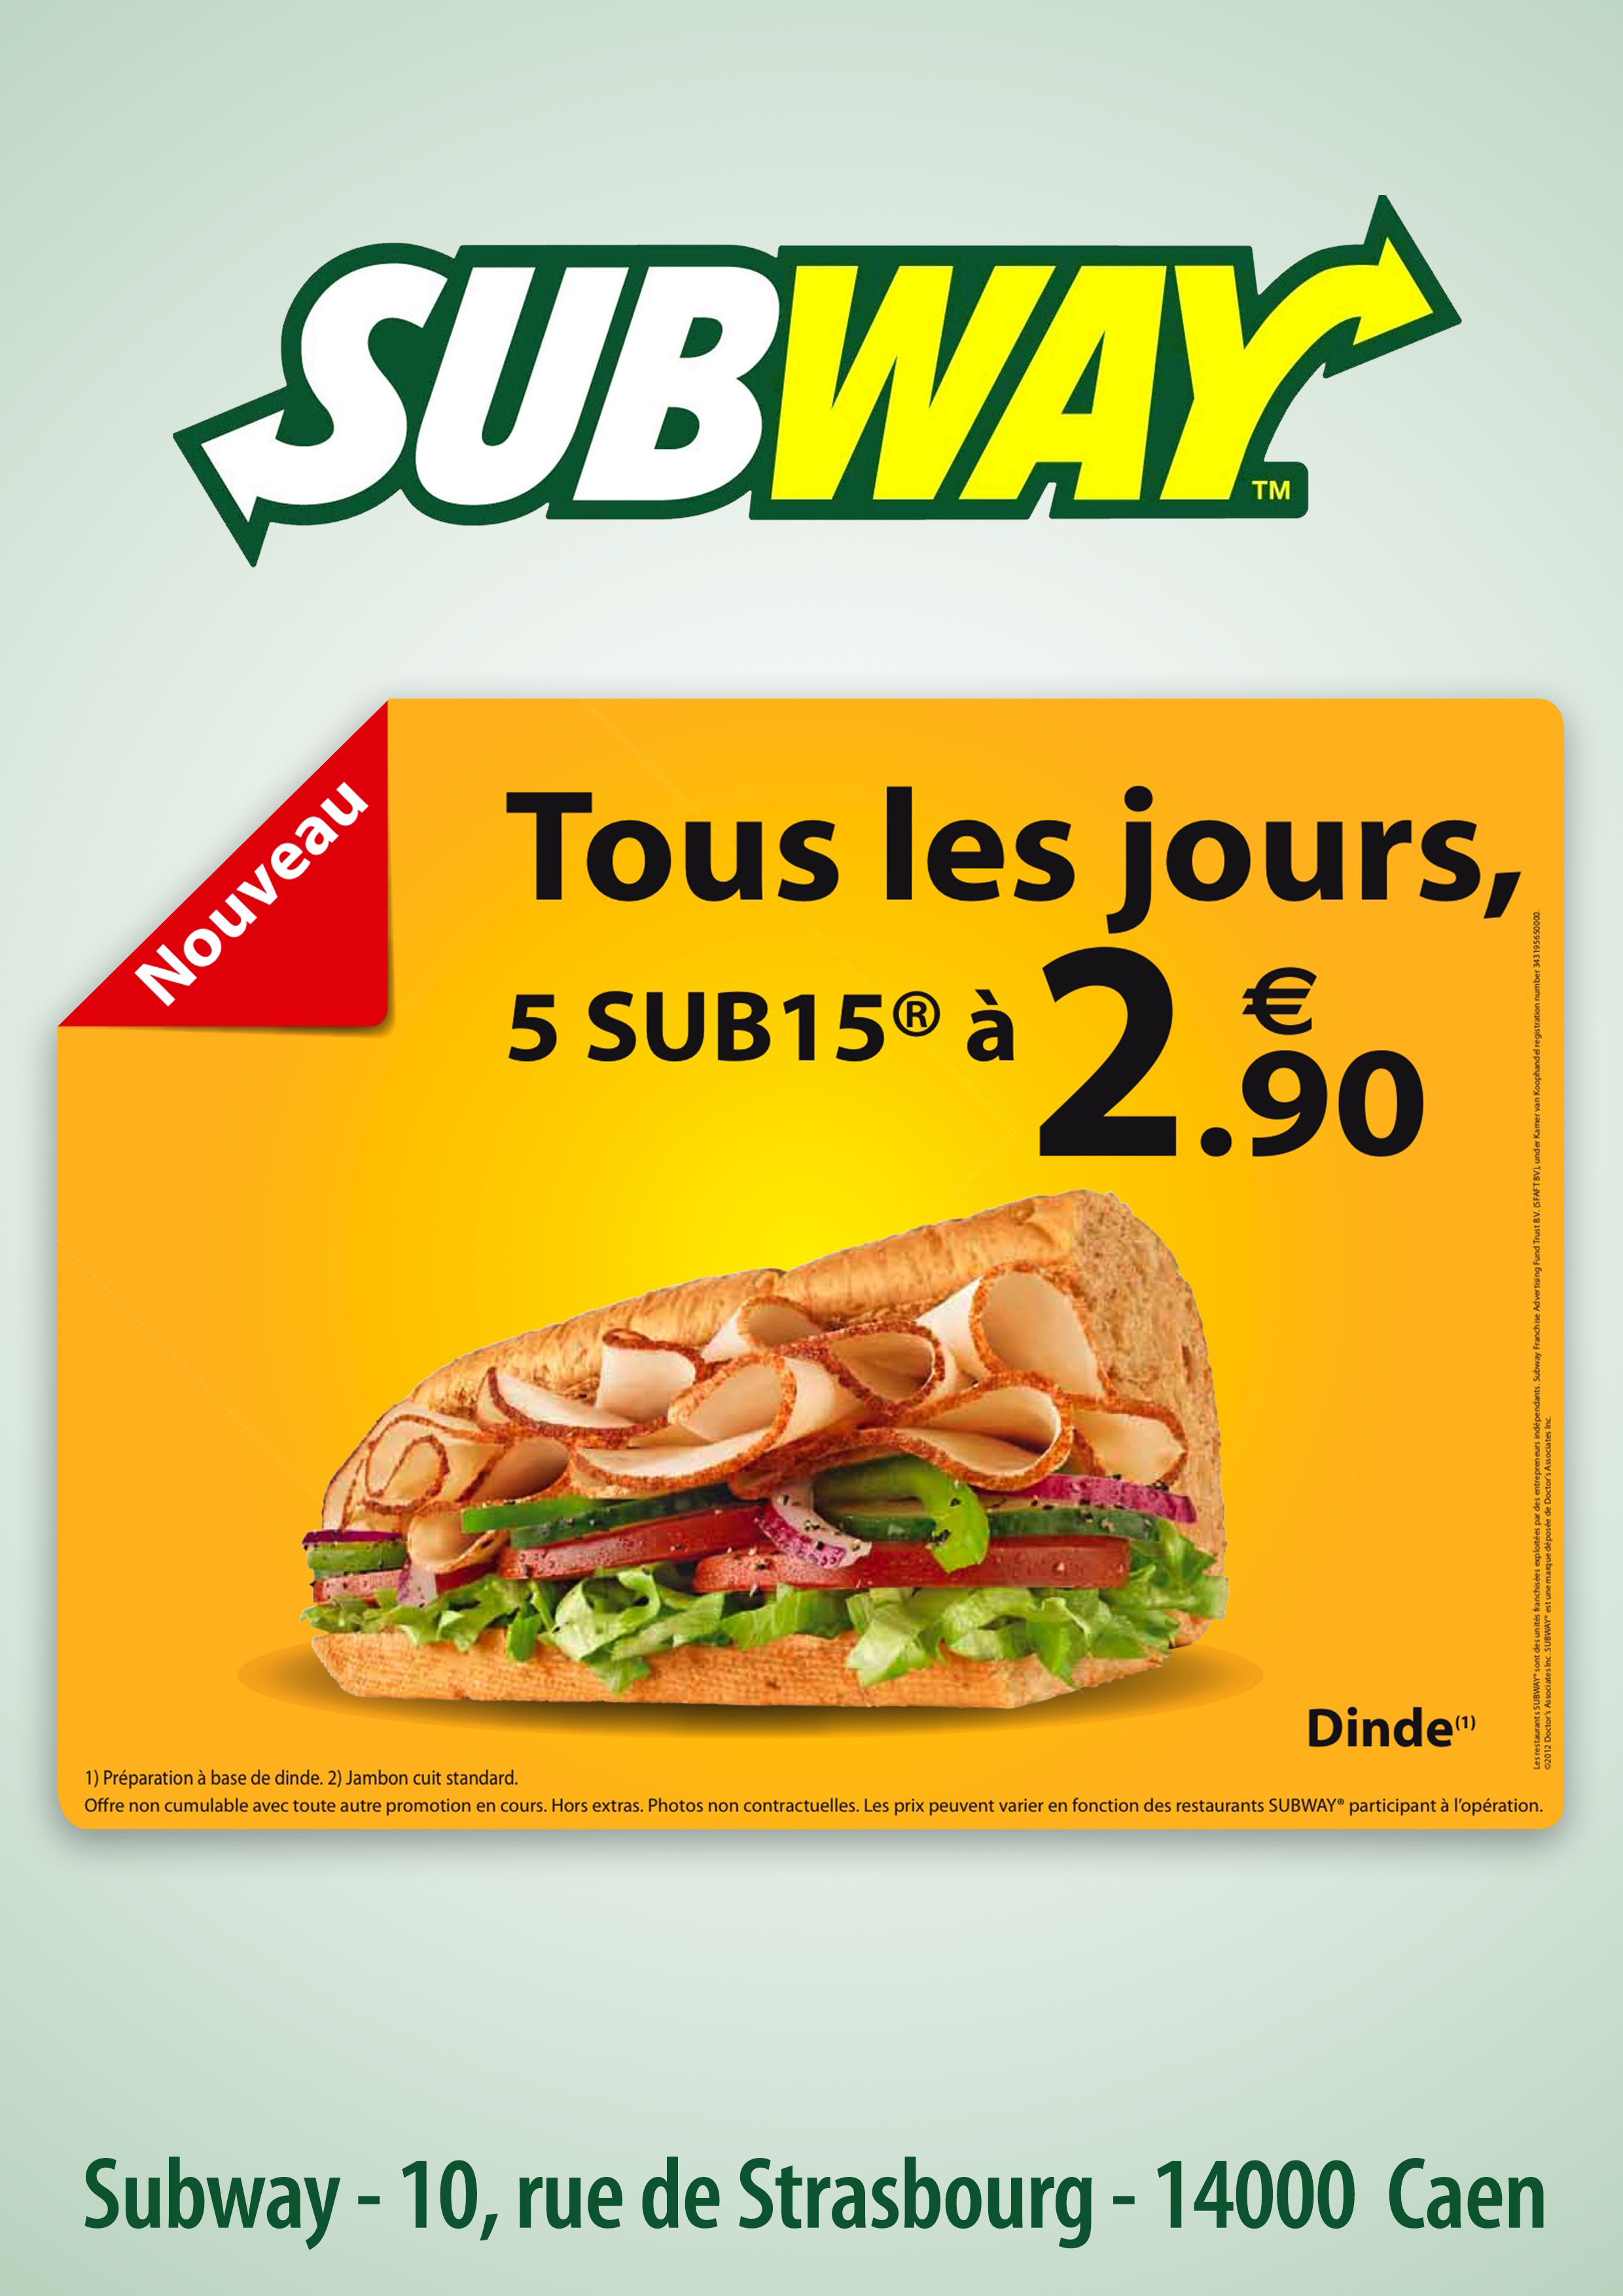 SUBWAY™
Nouveau
Tous les jours,
5 SUB15® à 2.90 €
Dinde(1)
1) Préparation à base de dinde. 2) Jambon cuit standard.
Offre non cumulable avec toute autre promotion en cours. Hors extras. Photos non contractuelles. Les prix peuvent varier en fonction des restaurants SUBWAY® participant à l'opération.
Les restaurants SUBWAY® sont des unités franchisées exploitées par des entrepreneurs indépendants. Subway Franchise Advertising Fund Trust B.V. (SFAFT BV), under Kamer van Koophandel registration number 343195650000.
©2012 Doctor's Associates Inc. SUBWAY® est une marque déposée de Doctor's Associates Inc.
Subway - 10, rue de Strasbourg - 14000 Caen